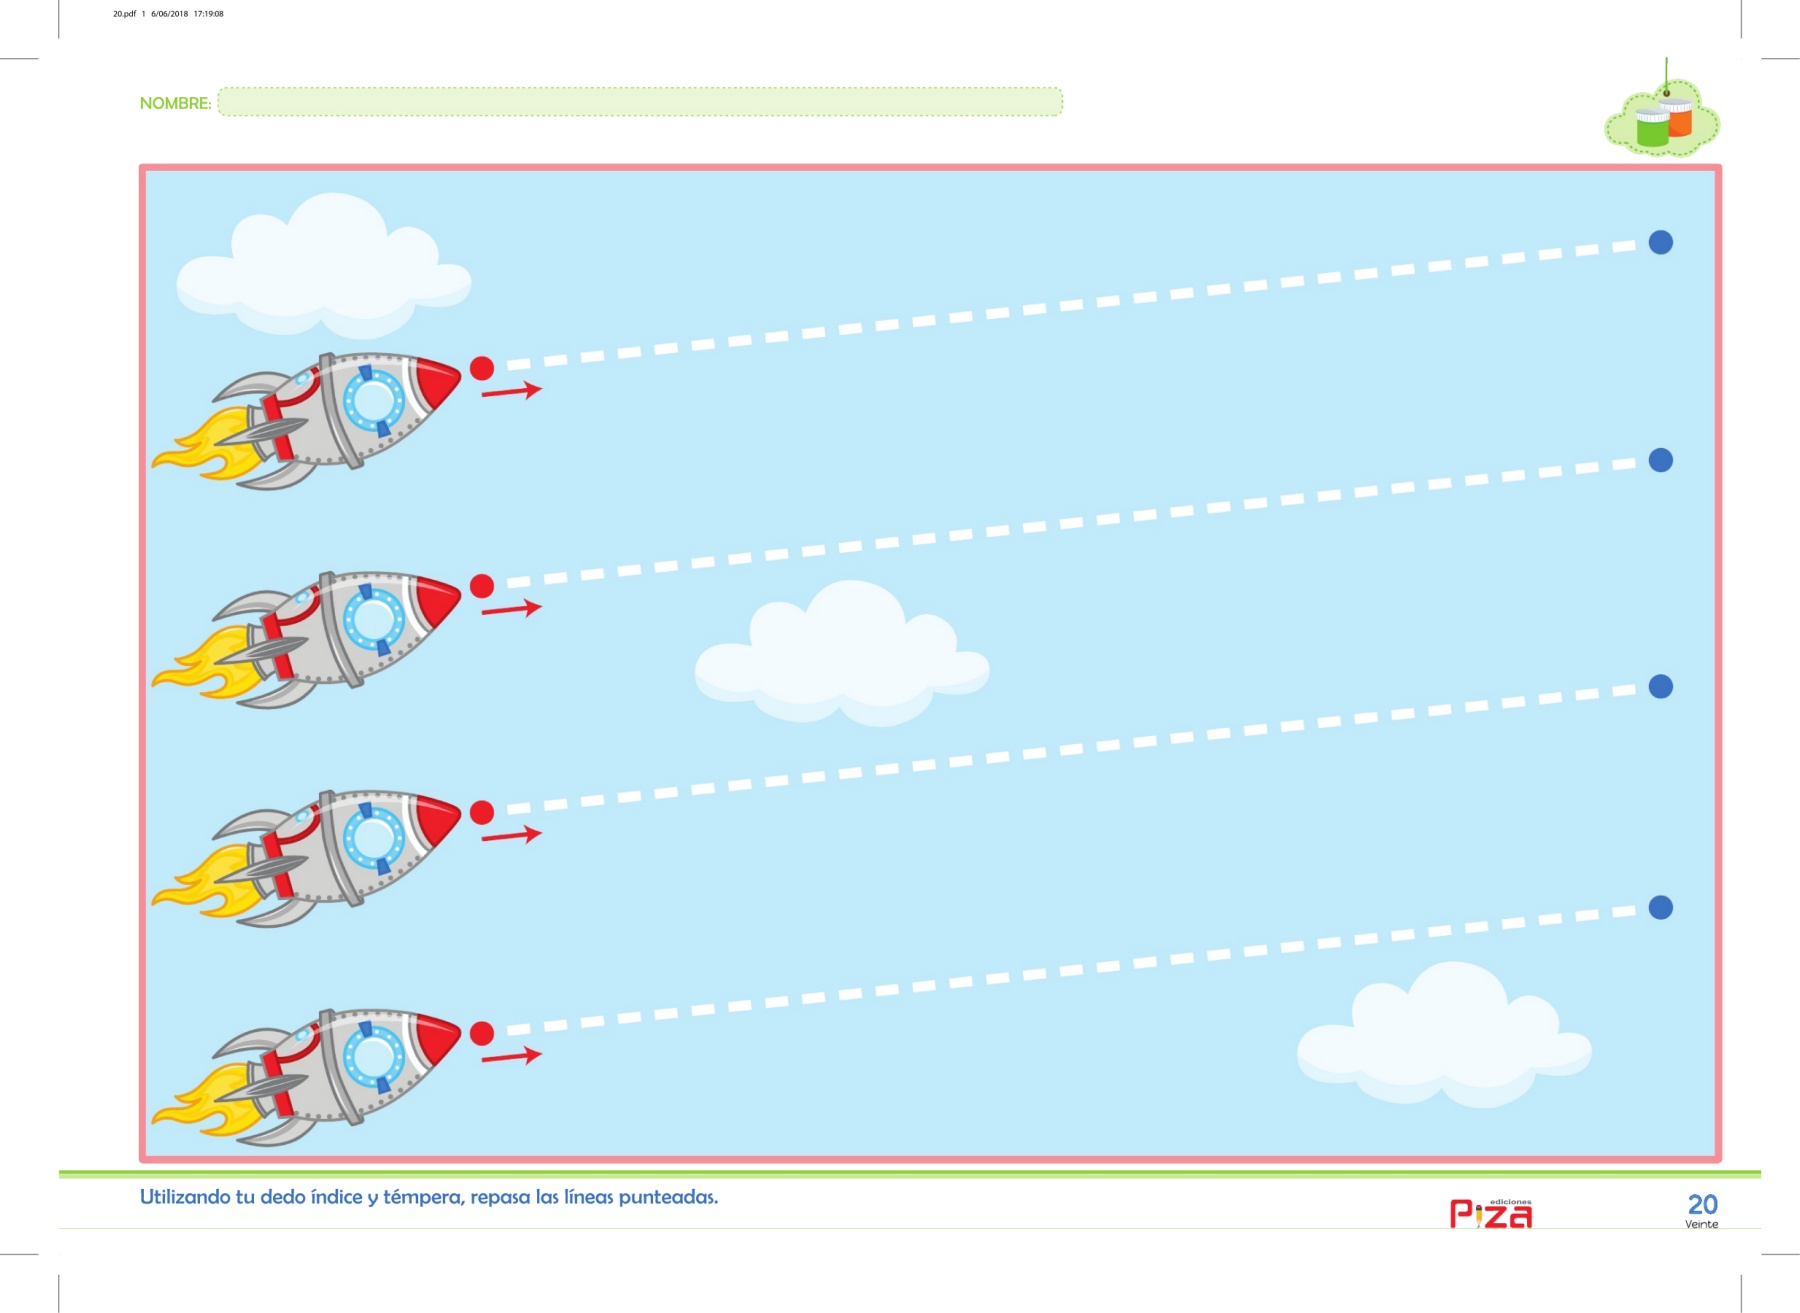 20.pdf 1 6/06/2018 17:19:08
NOMBRE:
Utilizando tu dedo índice y témpera, repasa las líneas punteadas.
ediciones
Piza
20
Veinte